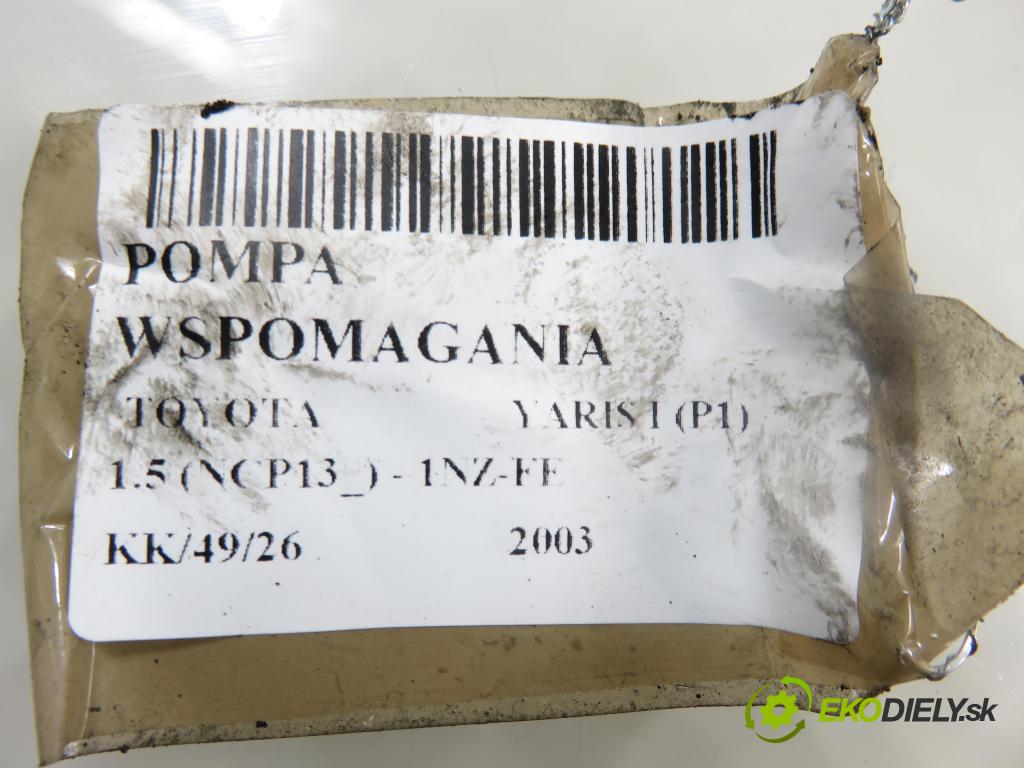 POMPA
WSPOMAGANIA
TOYOTA YARIS I (P1)
1.5 (NCP13_) - 1NZ-FE
KK/49/26 2003
EKODIELY.sk